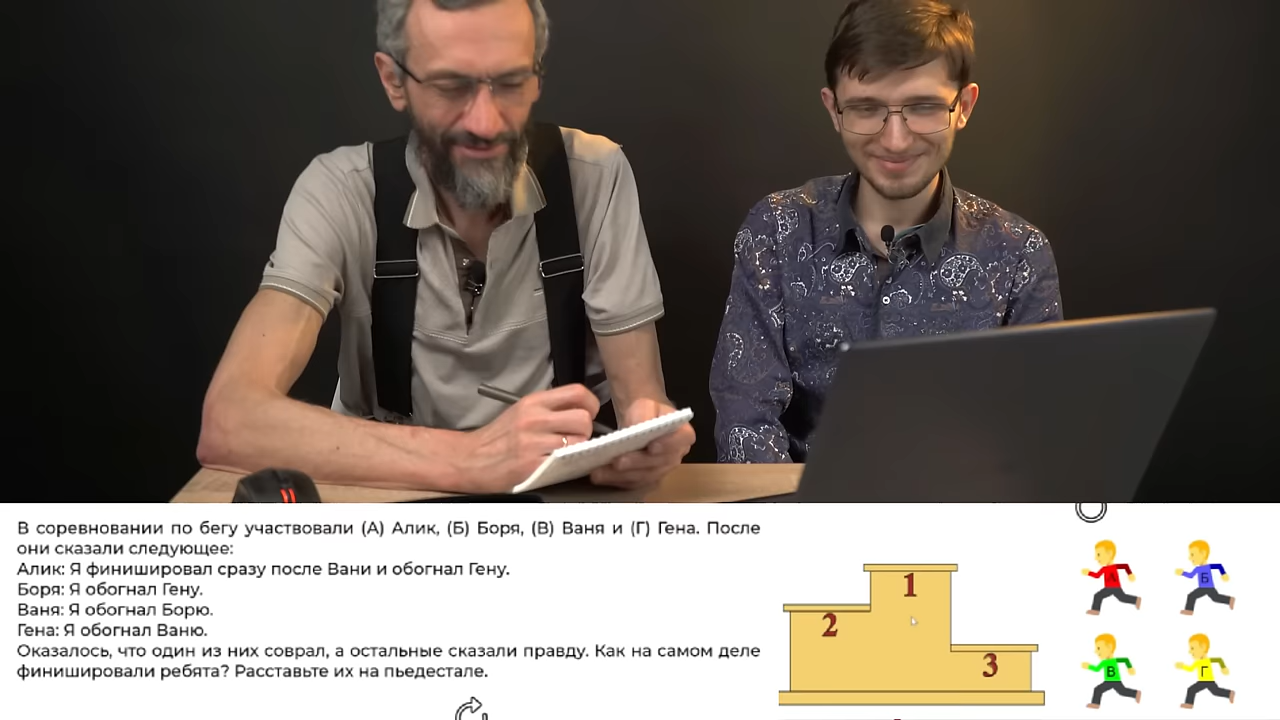 В соревновании по бегу участвовали (А) Алик, (Б) Боря, (В) Ваня и (Г) Гена. После
они сказали следующее:
Алик: Я финишировал сразу после Вани и обогнал Гену.
Боря: Я обогнал Гену.
Ваня: Я обогнал Борю.
Гена: Я обогнал Ваню.
Оказалось, что один из них соврал, а остальные сказали правду. Как на самом деле
финишировали ребята? Расставьте их на пьедестале.
1
2
3
А
Б
В
Г